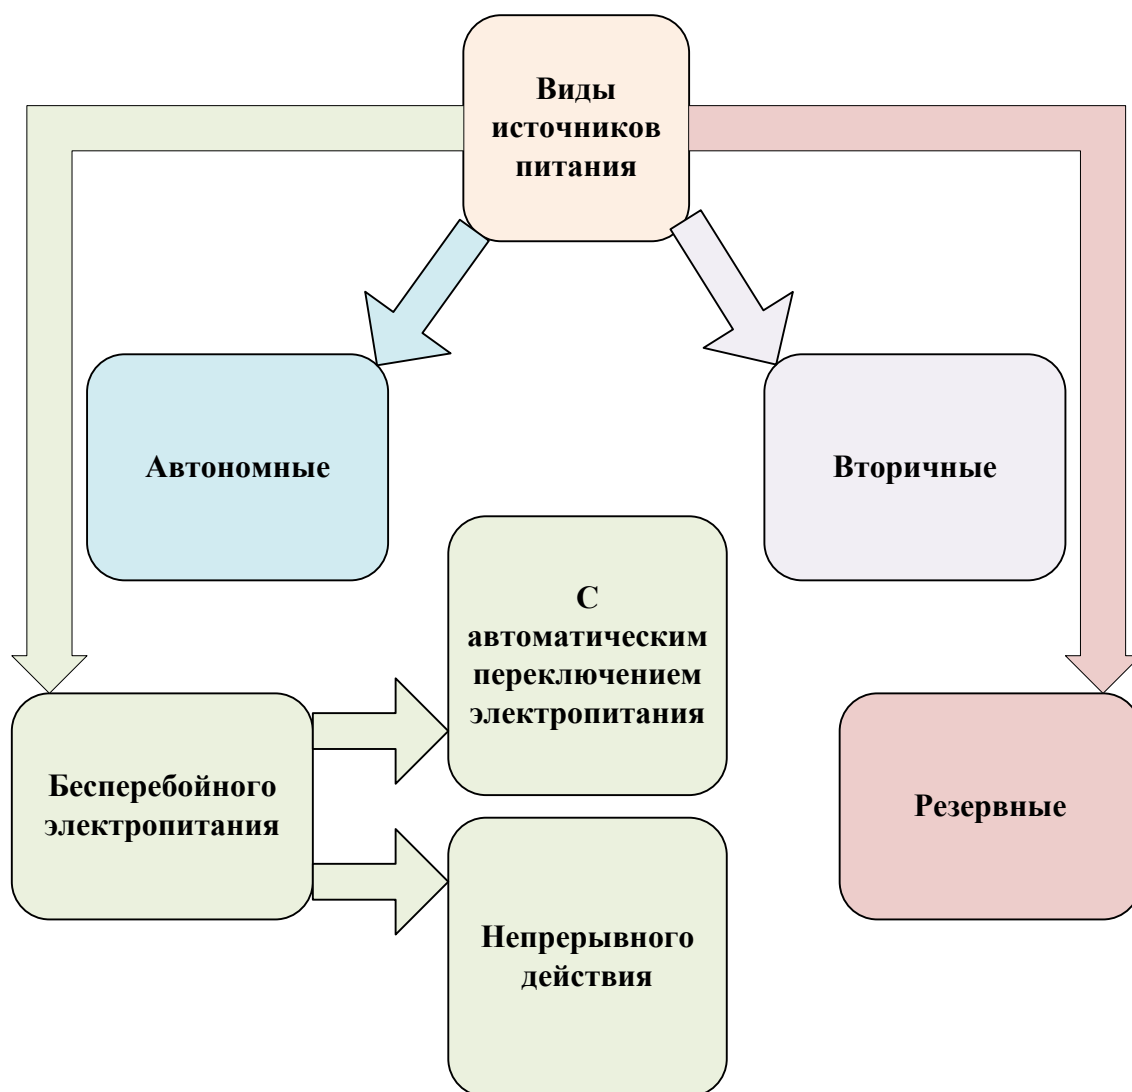 Виды
источников
питания
Автономные
Вторичные
С
автоматическим
переключением
электропитания
Бесперебойного
электропитания
Резервные
Непрерывного
действия